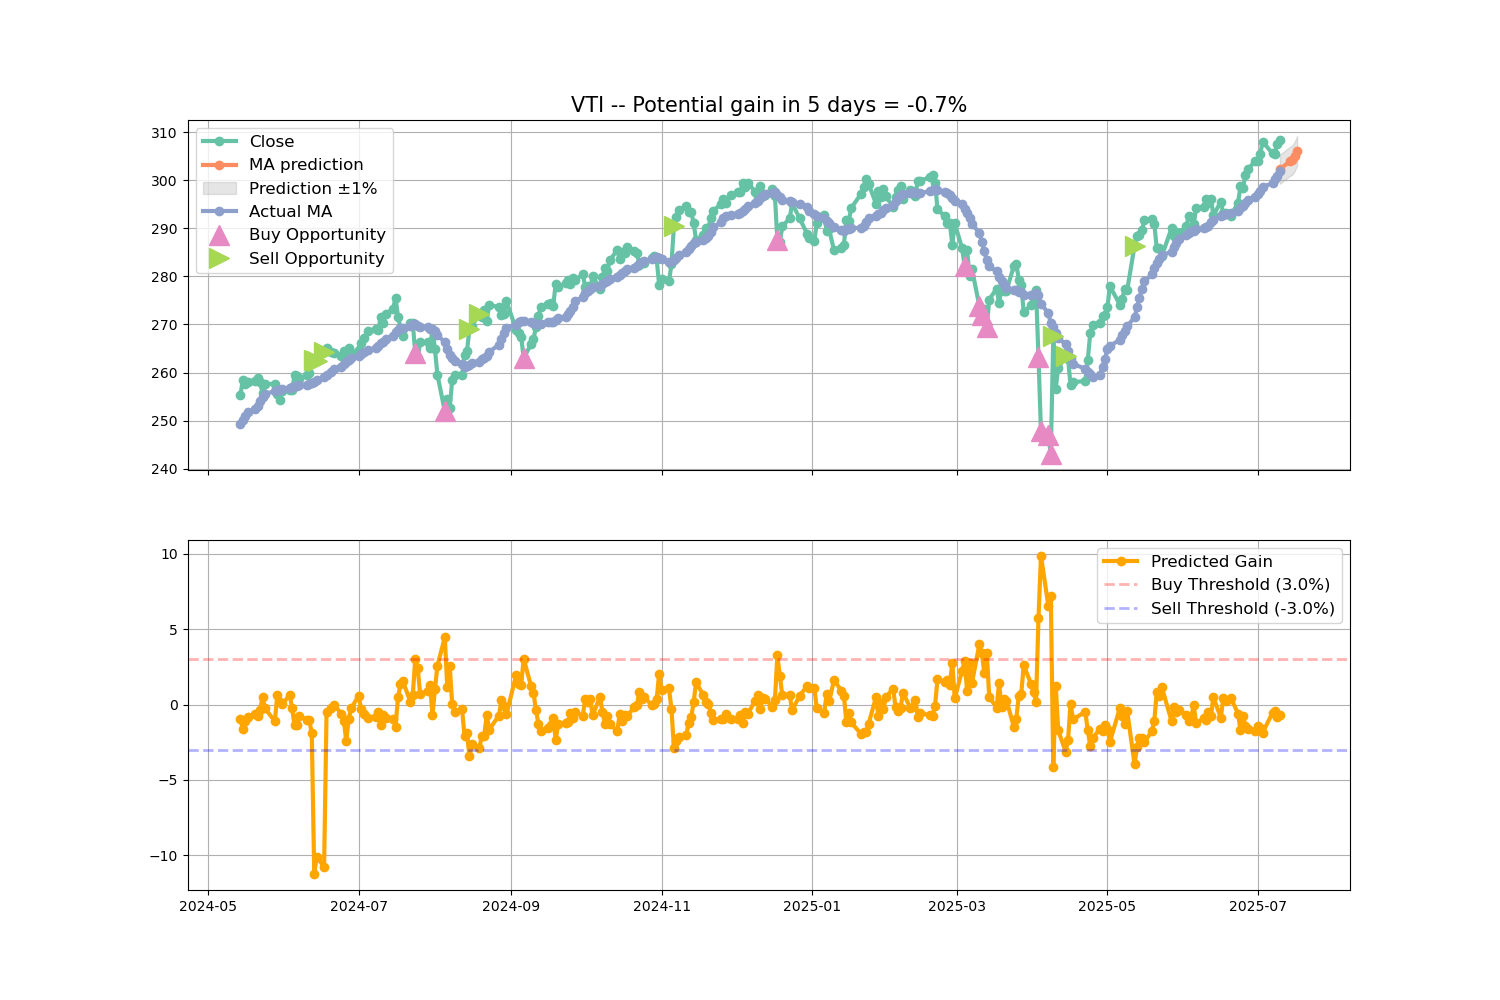 VTI -- Potential gain in 5 days = -0.7%
310
300
290
280
270
260
250
240
Close
MA prediction
Prediction ±1%
Actual MA
Buy Opportunity
Sell Opportunity
10
5
0
−5
−10
Predicted Gain
Buy Threshold (3.0%)
Sell Threshold (-3.0%)
2024-05
2024-07
2024-09
2024-11
2025-01
2025-03
2025-05
2025-07